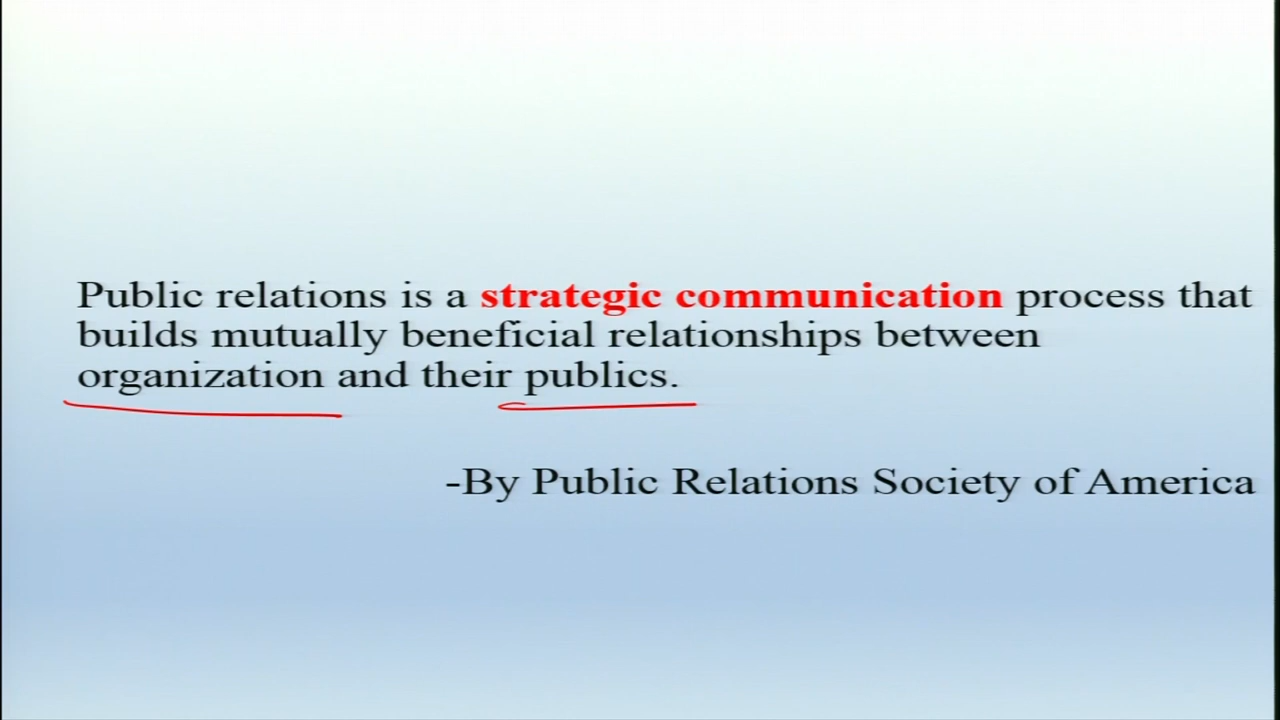 Public relations is a strategic communication process that
builds mutually beneficial relationships between
organization and their publics.
-By Public Relations Society of America